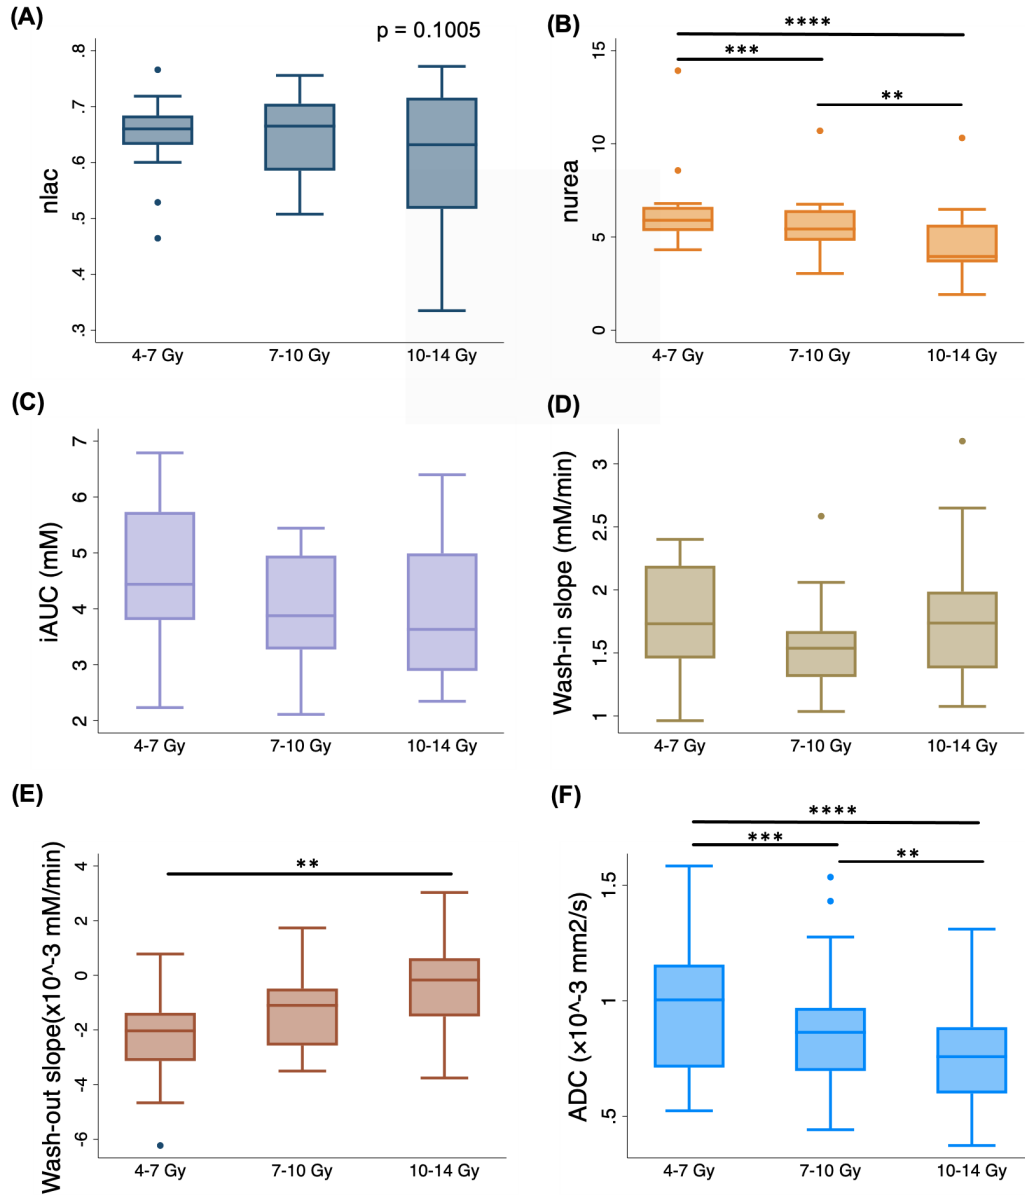 (A)
p = 0.1005
nlac
.8
.7
.6
.5
.4
.3
4-7 Gy
7-10 Gy
10-14 Gy
(B)
****
***
**
nurea
15
10
5
0
4-7 Gy
7-10 Gy
10-14 Gy
(C)
iAUC (mM)
7
6
5
4
3
2
4-7 Gy
7-10 Gy
10-14 Gy
(D)
Wash-in slope (mM/min)
3
2.5
2
1.5
1
4-7 Gy
7-10 Gy
10-14 Gy
(E)
**
Wash-out slope(x10^-3 mM/min)
4
2
0
-2
-4
-6
4-7 Gy
7-10 Gy
10-14 Gy
(F)
****
***
**
ADC (×10^-3 mm2/s)
1.5
1
.5
4-7 Gy
7-10 Gy
10-14 Gy